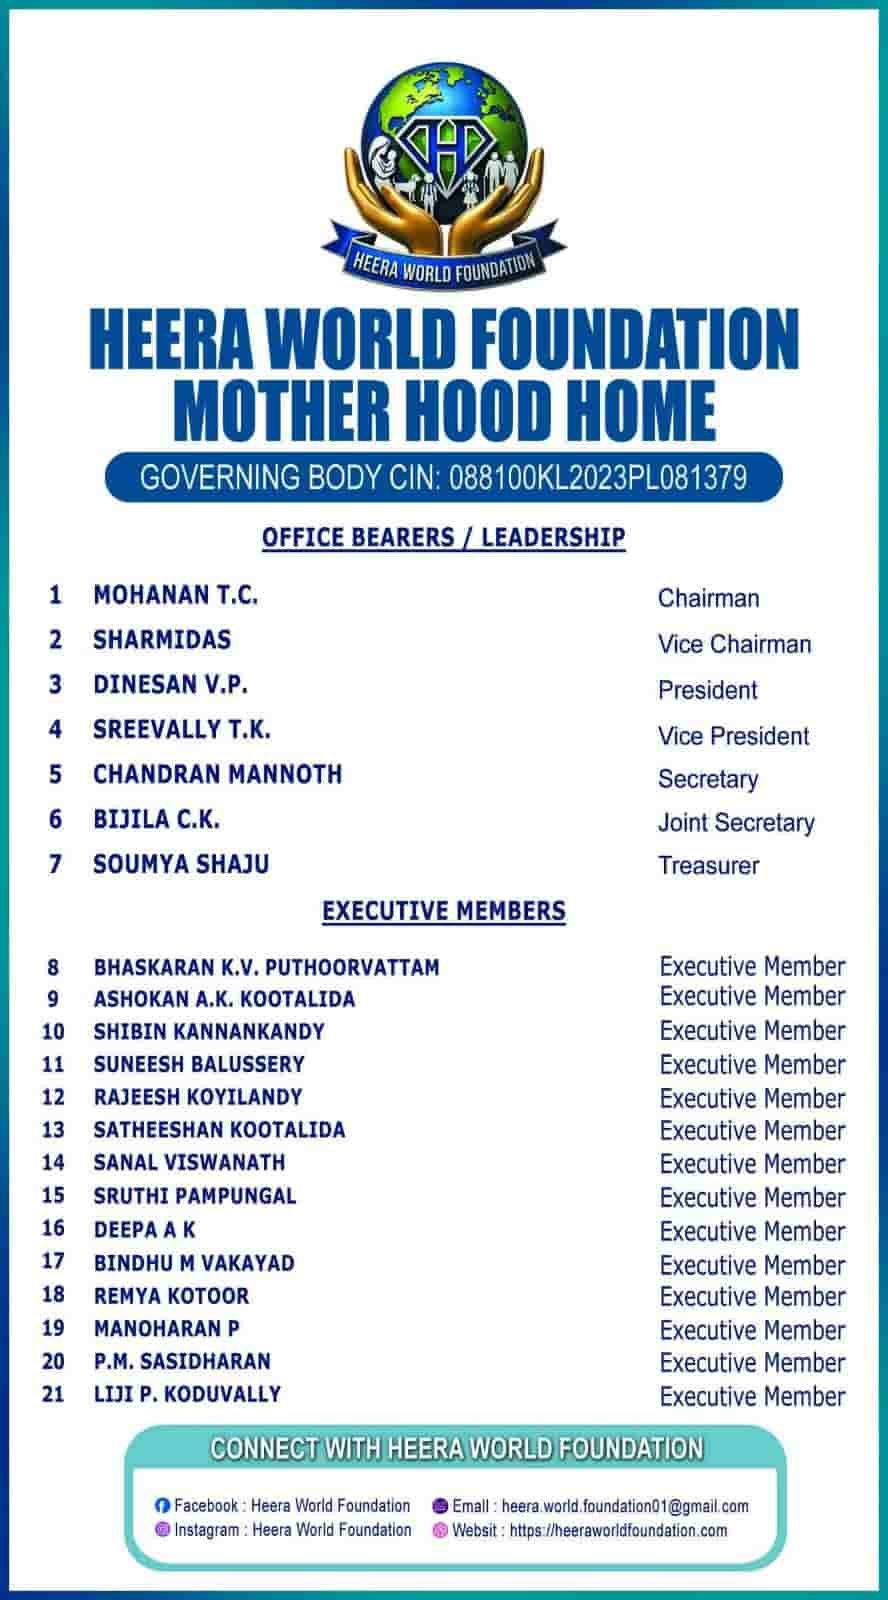 HEERA WORLD FOUNDATION
HEERA WORLD FOUNDATION
MOTHER HOOD HOME
GOVERNING BODY CIN: 088100KL2023PL081379
OFFICE BEARERS / LEADERSHIP
1 MOHANAN T.C. Chairman
2 SHARMIDAS Vice Chairman
3 DINESAN V.P. President
4 SREEVALLY T.K. Vice President
5 CHANDRAN MANNOTH Secretary
6 BIJILA C.K. Joint Secretary
7 SOUMYA SHAJU Treasurer
EXECUTIVE MEMBERS
8 BHASKARAN K.V. PUTHOORVATTAM Executive Member
9 ASHOKAN A.K. KOOTALIDA Executive Member
10 SHIBIN KANNANKANDY Executive Member
11 SUNEESH BALUSSERY Executive Member
12 RAJEESH KOYILANDY Executive Member
13 SATHEESHAN KOOTALIDA Executive Member
14 SANAL VISWANATH Executive Member
15 SRUTHI PAMPUNGAL Executive Member
16 DEEPA A K Executive Member
17 BINDHU M VAKAYAD Executive Member
18 REMYA KOTOOR Executive Member
19 MANOHARAN P Executive Member
20 P.M. SASIDHARAN Executive Member
21 LIJI P. KODUVALLY Executive Member
CONNECT WITH HEERA WORLD FOUNDATION
Facebook : Heera World Foundation Email : heera.world.foundation01@gmail.com
Instagram : Heera World Foundation Websit : https://heeraworldfoundation.com